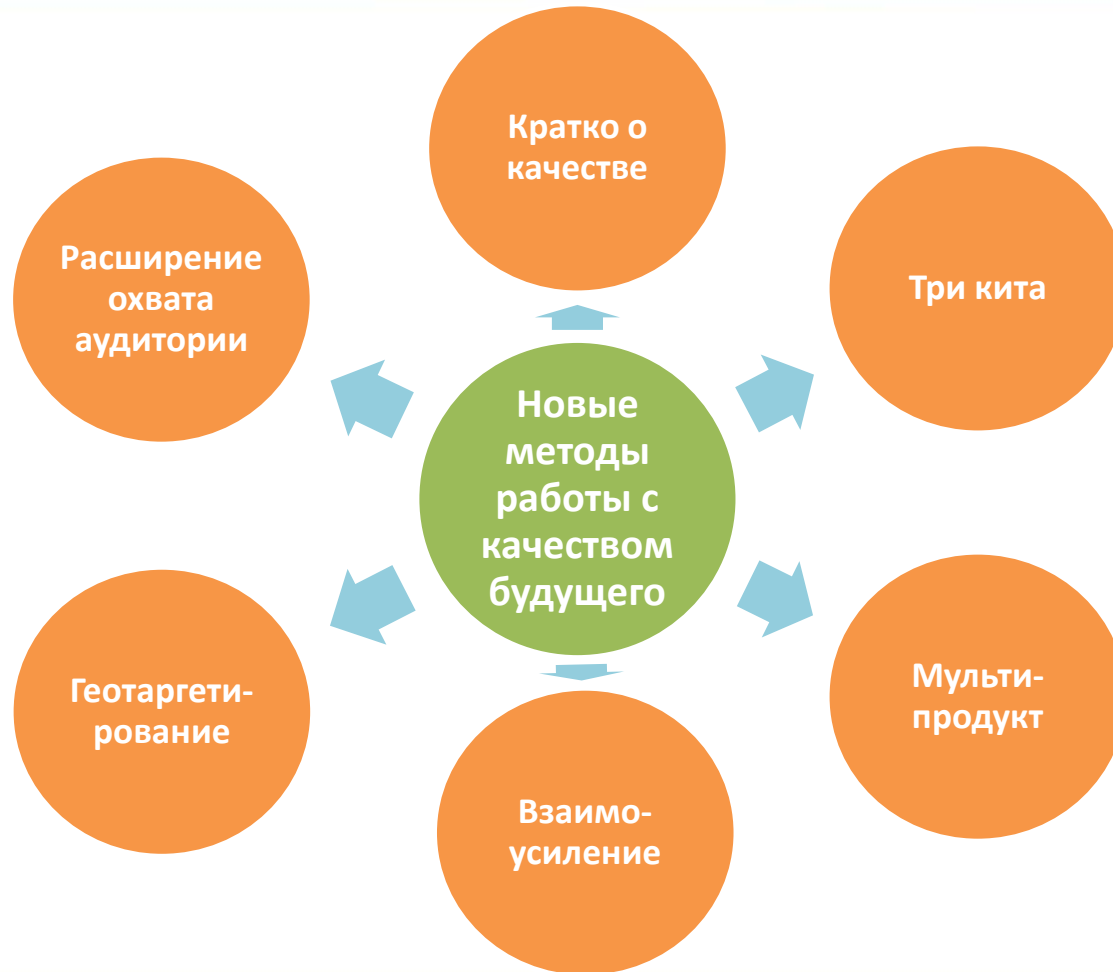 Кратко о
качестве
Три кита
Мульти-
продукт
Взаимо-
усиление
Геотаргети-
рование
Расширение
охвата
аудитории
Новые
методы
работы с
качеством
будущего